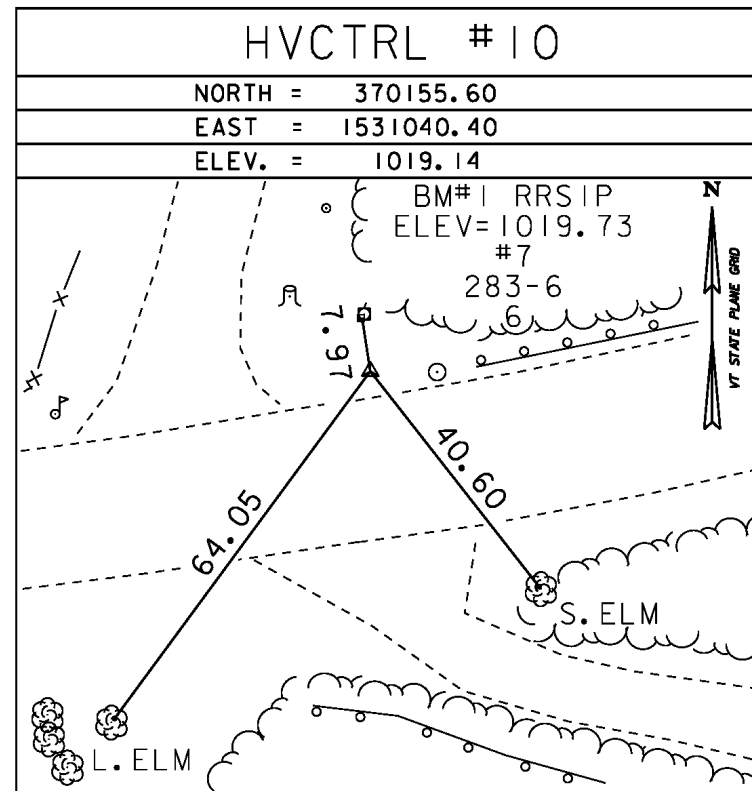 HVCTRL #10
NORTH = 370155.60
EAST = 1531040.40
ELEV. = 1019.14
BM#1 RRS1P
ELEV=1019.73
#7
283-6
6
N
VT STATE PLANE GRID
7.97
40.60
64.05
S.ELM
L.ELM